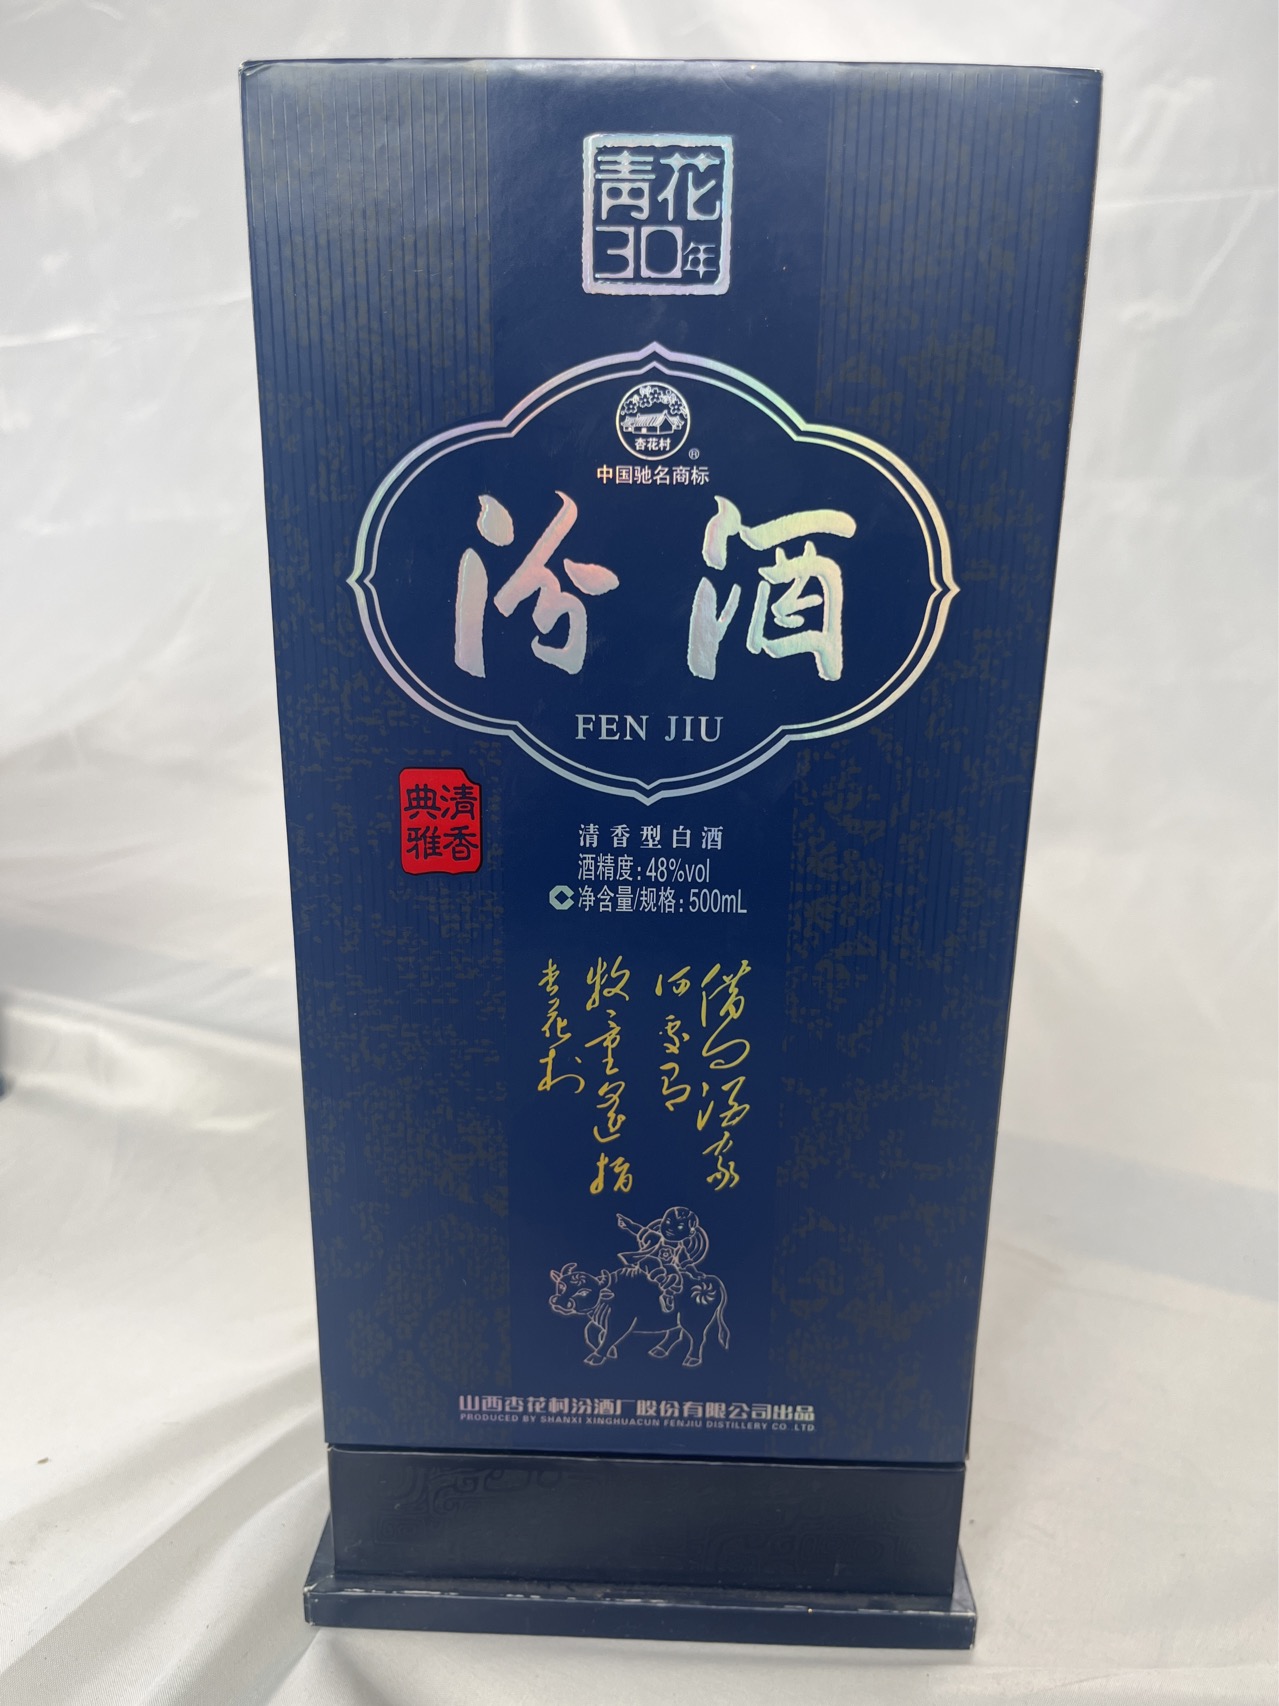 青花
30年
杏花村
®
中国驰名商标
汾酒
FEN JIU
清香
典雅
清香型白酒
酒精度:48%vol
净含量/规格:500mL
借问酒家
何处有
牧童遥指
杏花村
山西杏花村汾酒厂股份有限公司出品
PRODUCED BY SHANXI XINGHUACUN FENJIU DISTILLERY CO.,LTD.